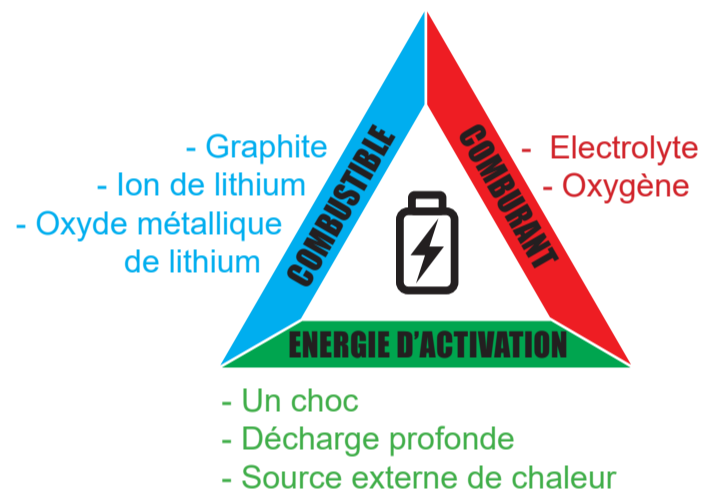 COMBUSTIBLE
- Graphite
- Ion de lithium
- Oxyde métallique
de lithium
COMBURANT
- Electrolyte
- Oxygène
ENERGIE D'ACTIVATION
- Un choc
- Décharge profonde
- Source externe de chaleur